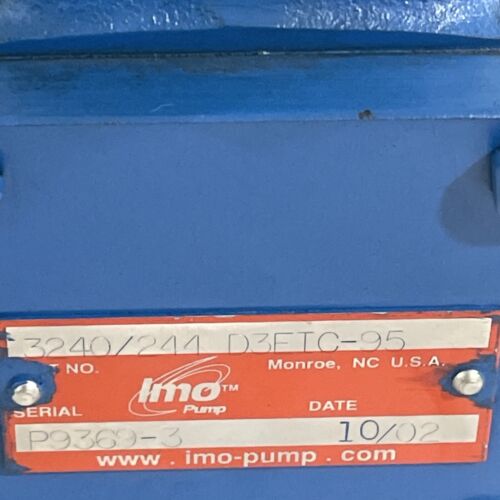 3240/244 D3EIC-95
T NO. Monroe, NC U.S.A.
Imo™
Pump
SERIAL DATE
P9369-3 10/02
www.imo-pump.com